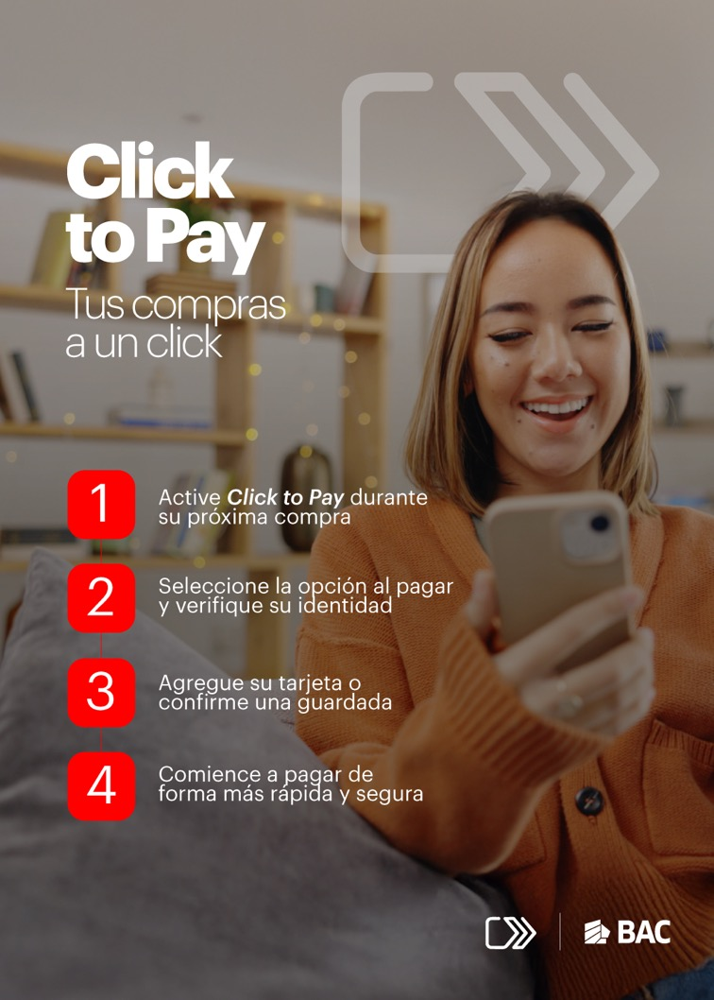 Click
to Pay
Tus compras
a un click
1
Active Click to Pay durante
su próxima compra
2
Seleccione la opción al pagar
y verifique su identidad
3
Agregue su tarjeta o
confirme una guardada
4
Comience a pagar de
forma más rápida y segura
BAC